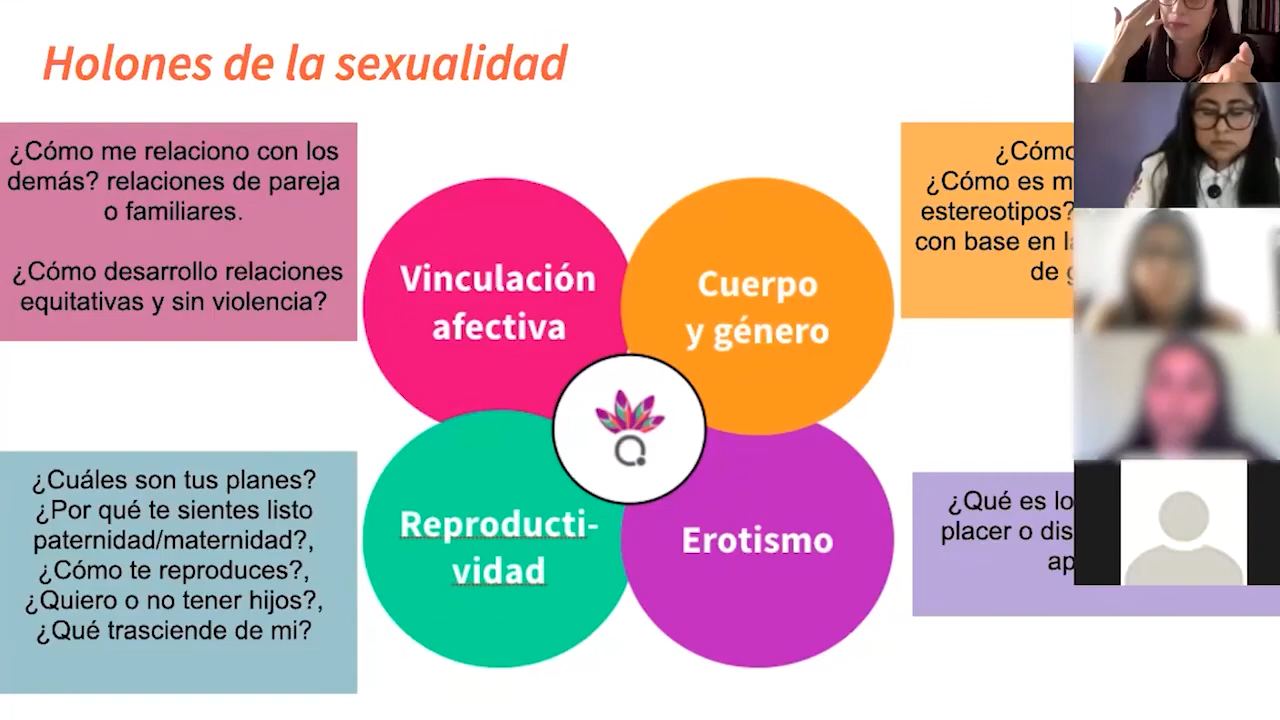 Holones de la sexualidad
¿Cómo me relaciono con los
demás? relaciones de pareja
o familiares.
¿Cómo desarrollo relaciones
equitativas y sin violencia?
Vinculación
afectiva
Cuerpo
y género
¿Cómo
¿Cómo es
estereotipos?
con base en
de
¿Cuáles son tus planes?
¿Por qué te sientes listo
paternidad/maternidad?,
¿Cómo te reproduces?,
¿Quiero o no tener hijos?,
¿Qué trasciende de mi?
Reproducti-
vidad
Erotismo
¿Qué es lo
placer o